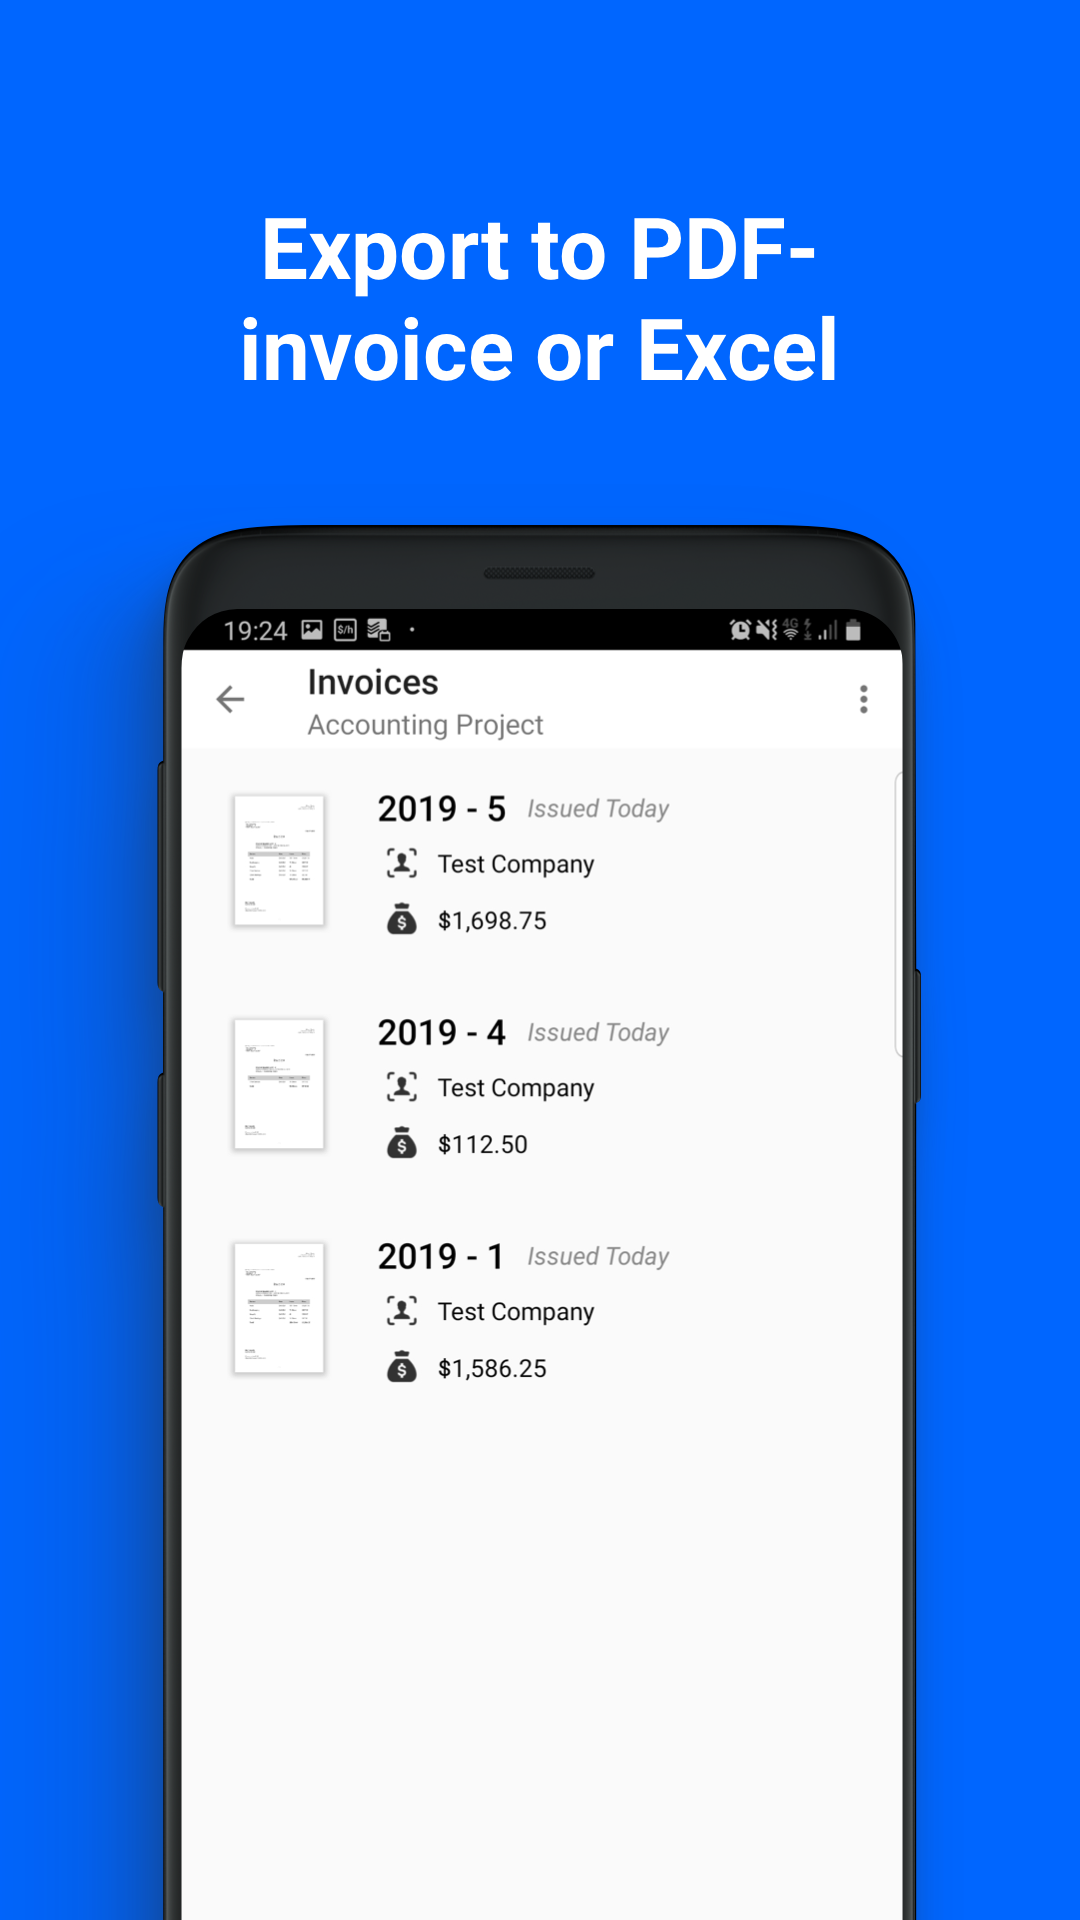 Export to PDF-
invoice or Excel
19:24 $/h 4G
Invoices
Accounting Project
2019 - 5 Issued Today
Test Company
$1,698.75
2019 - 4 Issued Today
Test Company
$112.50
2019 - 1 Issued Today
Test Company
$1,586.25